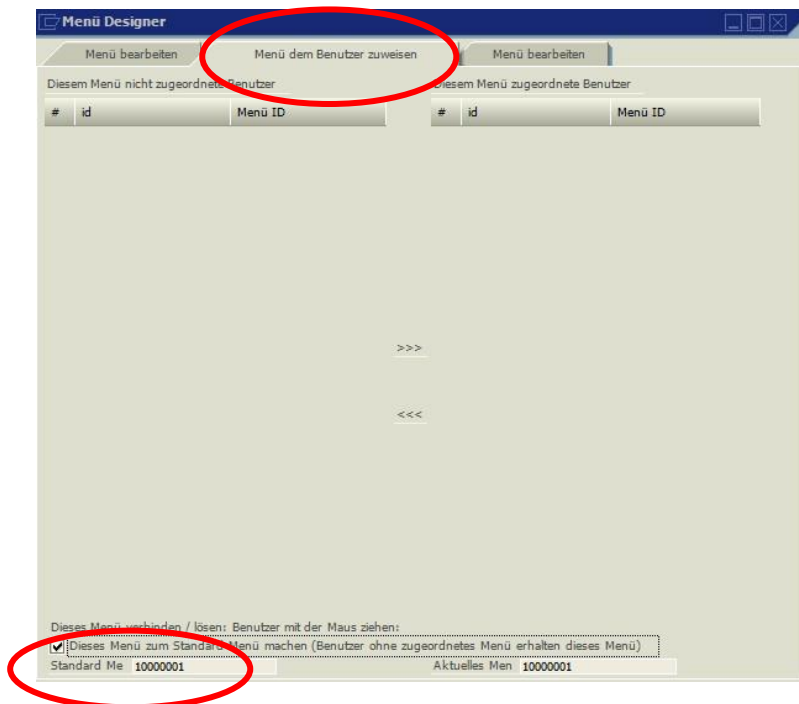 Menü Designer
Menü bearbeiten Menü dem Benutzer zuweisen Menü bearbeiten
Diesem Menü nicht zugeordnete Benutzer Diesem Menü zugeordnete Benutzer
# id Menü ID # id Menü ID
>>>
<<<
Dieses Menü verbinden / lösen: Benutzer mit der Maus ziehen:
Dieses Menü zum Standard Menü machen (Benutzer ohne zugeordnetes Menü erhalten dieses Menü)
Standard Me 10000001 Aktuelles Men 10000001